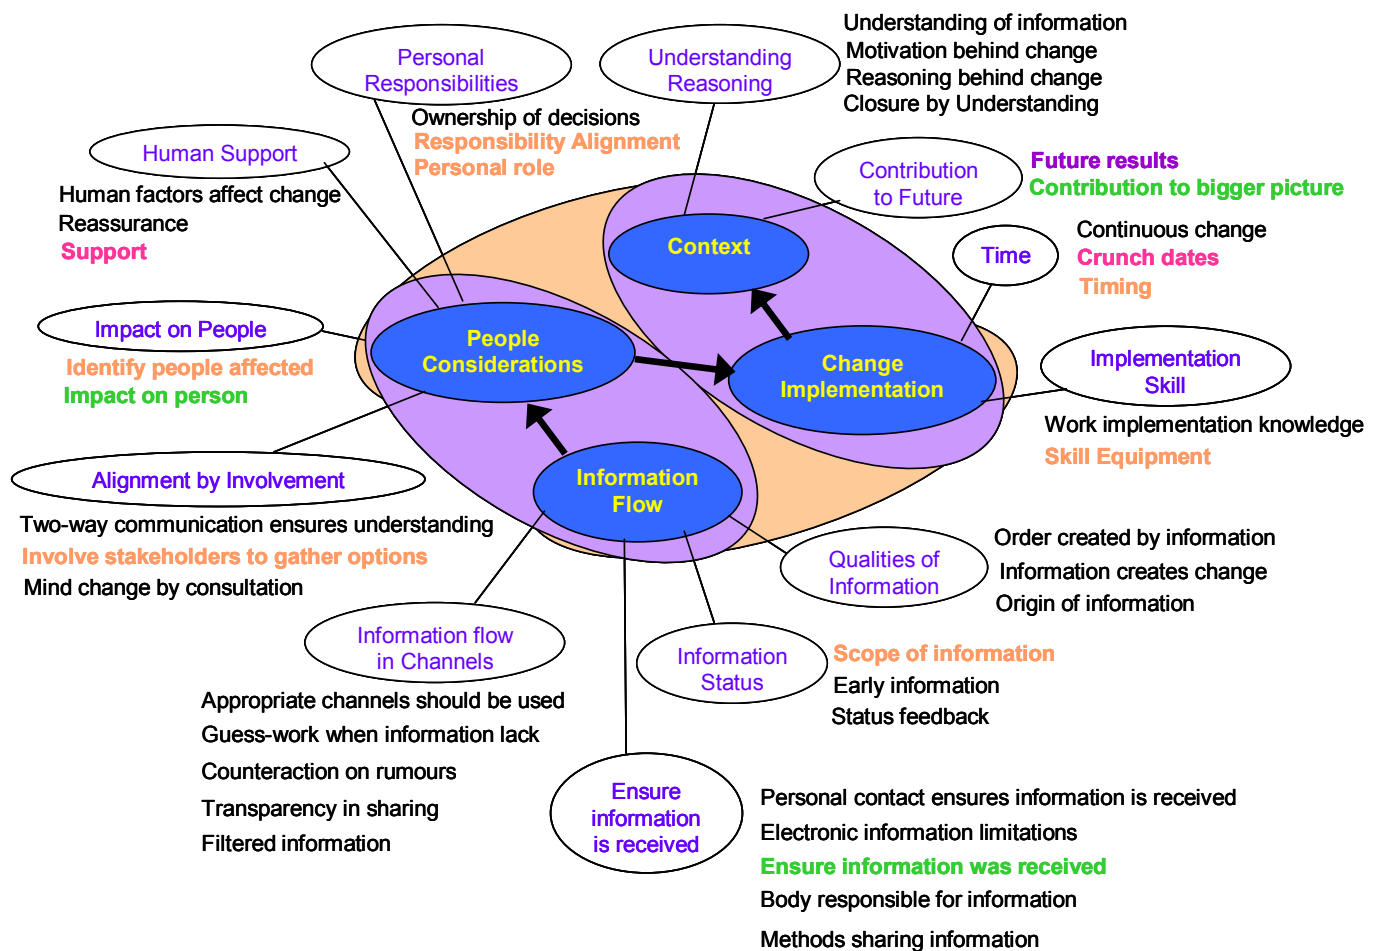 Personal
Responsibilities
Ownership of decisions
Responsibility Alignment
Personal role
Understanding
Reasoning
Understanding of information
Motivation behind change
Reasoning behind change
Closure by Understanding
Human Support
Human factors affect change
Reassurance
Support
Contribution
to Future
Future results
Contribution to bigger picture
Context
Time
Continuous change
Crunch dates
Timing
Impact on People
Identify people affected
Impact on person
People
Considerations
Change
Implementation
Implementation
Skill
Work implementation knowledge
Skill Equipment
Alignment by Involvement
Two-way communication ensures understanding
Involve stakeholders to gather options
Mind change by consultation
Information
Flow
Qualities of
Information
Order created by information
Information creates change
Origin of information
Information flow
in Channels
Appropriate channels should be used
Guess-work when information lack
Counteraction on rumours
Transparency in sharing
Filtered information
Information
Status
Scope of information
Early information
Status feedback
Ensure
information
is received
Personal contact ensures information is received
Electronic information limitations
Ensure information was received
Body responsible for information
Methods sharing information